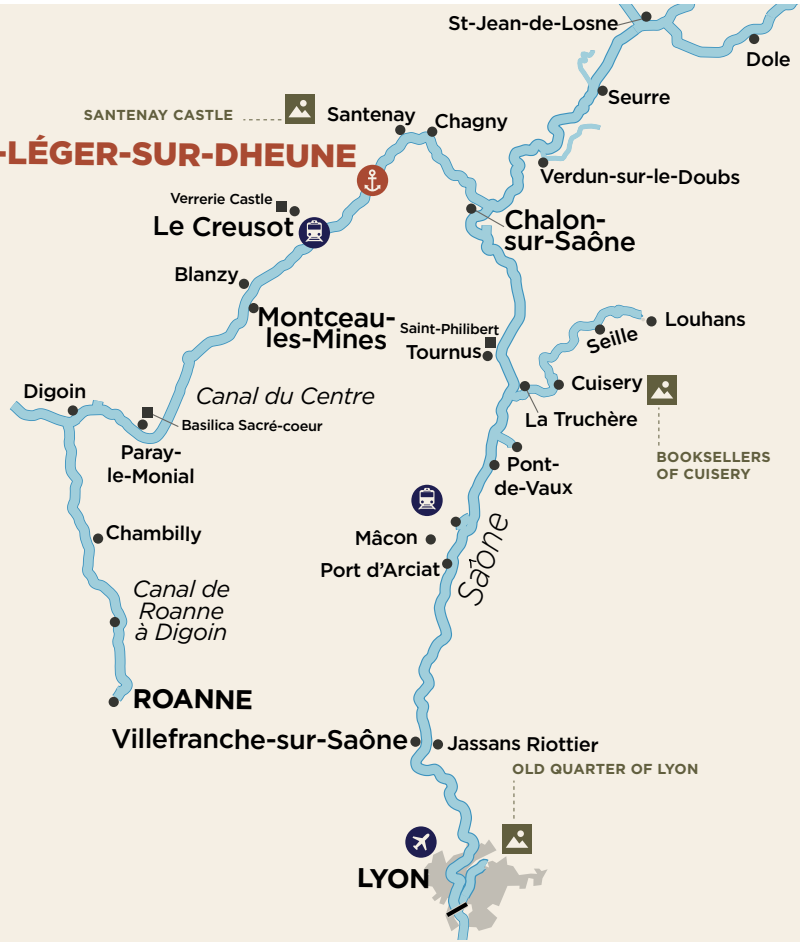 St-Jean-de-Losne
Dole
Seurre
SANTENAY CASTLE
Santenay
Chagny
-LÉGER-SUR-DHEUNE
Verdun-sur-le-Doubs
Verrerie Castle
Le Creusot
Chalon-
sur-Saône
Blanzy
Montceau-
les-Mines
Saint-Philibert
Tournus
Louhans
Seille
Digoin
Canal du Centre
Cuisery
Basilica Sacré-coeur
La Truchère
Paray-
le-Monial
BOOKSELLERS
OF CUISERY
Pont-
de-Vaux
Chambilly
Mâcon
Saône
Port d'Arciat
Canal de
Roanne
à Digoin
ROANNE
Villefranche-sur-Saône
Jassans Riottier
OLD QUARTER OF LYON
LYON